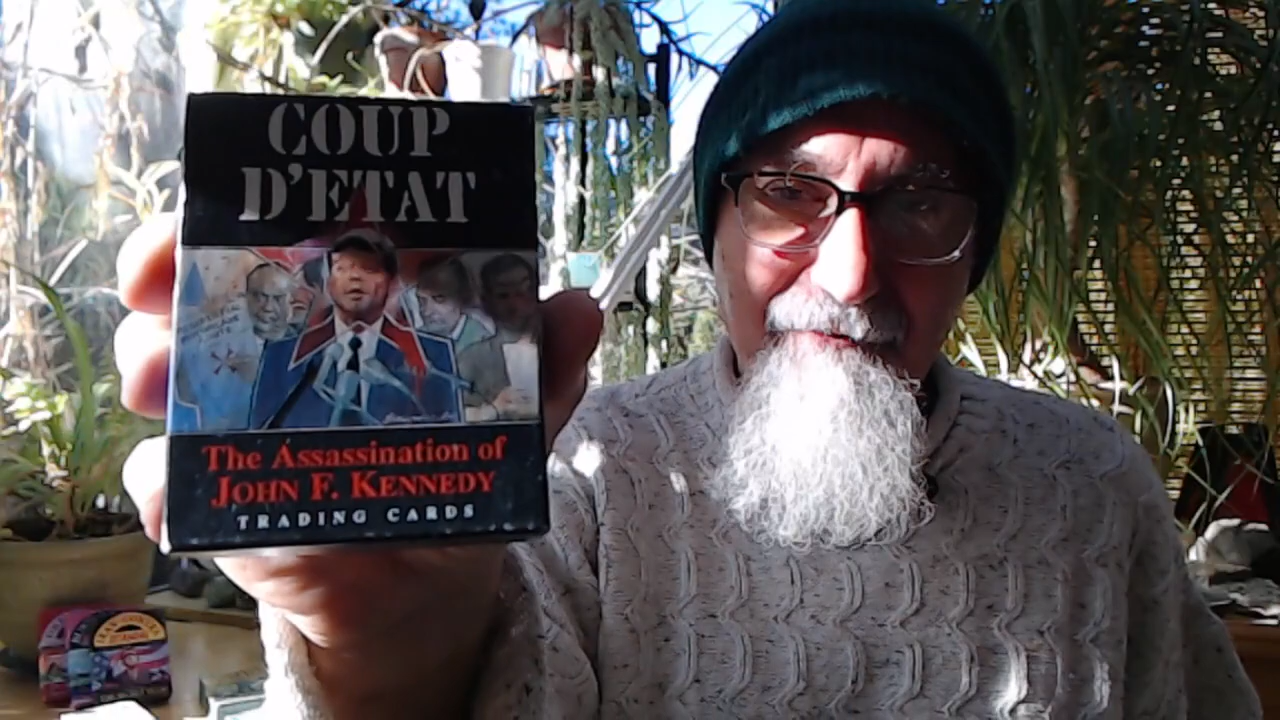 COUP
D'ETAT
The Assassination of
JOHN F. KENNEDY
TRADING CARDS